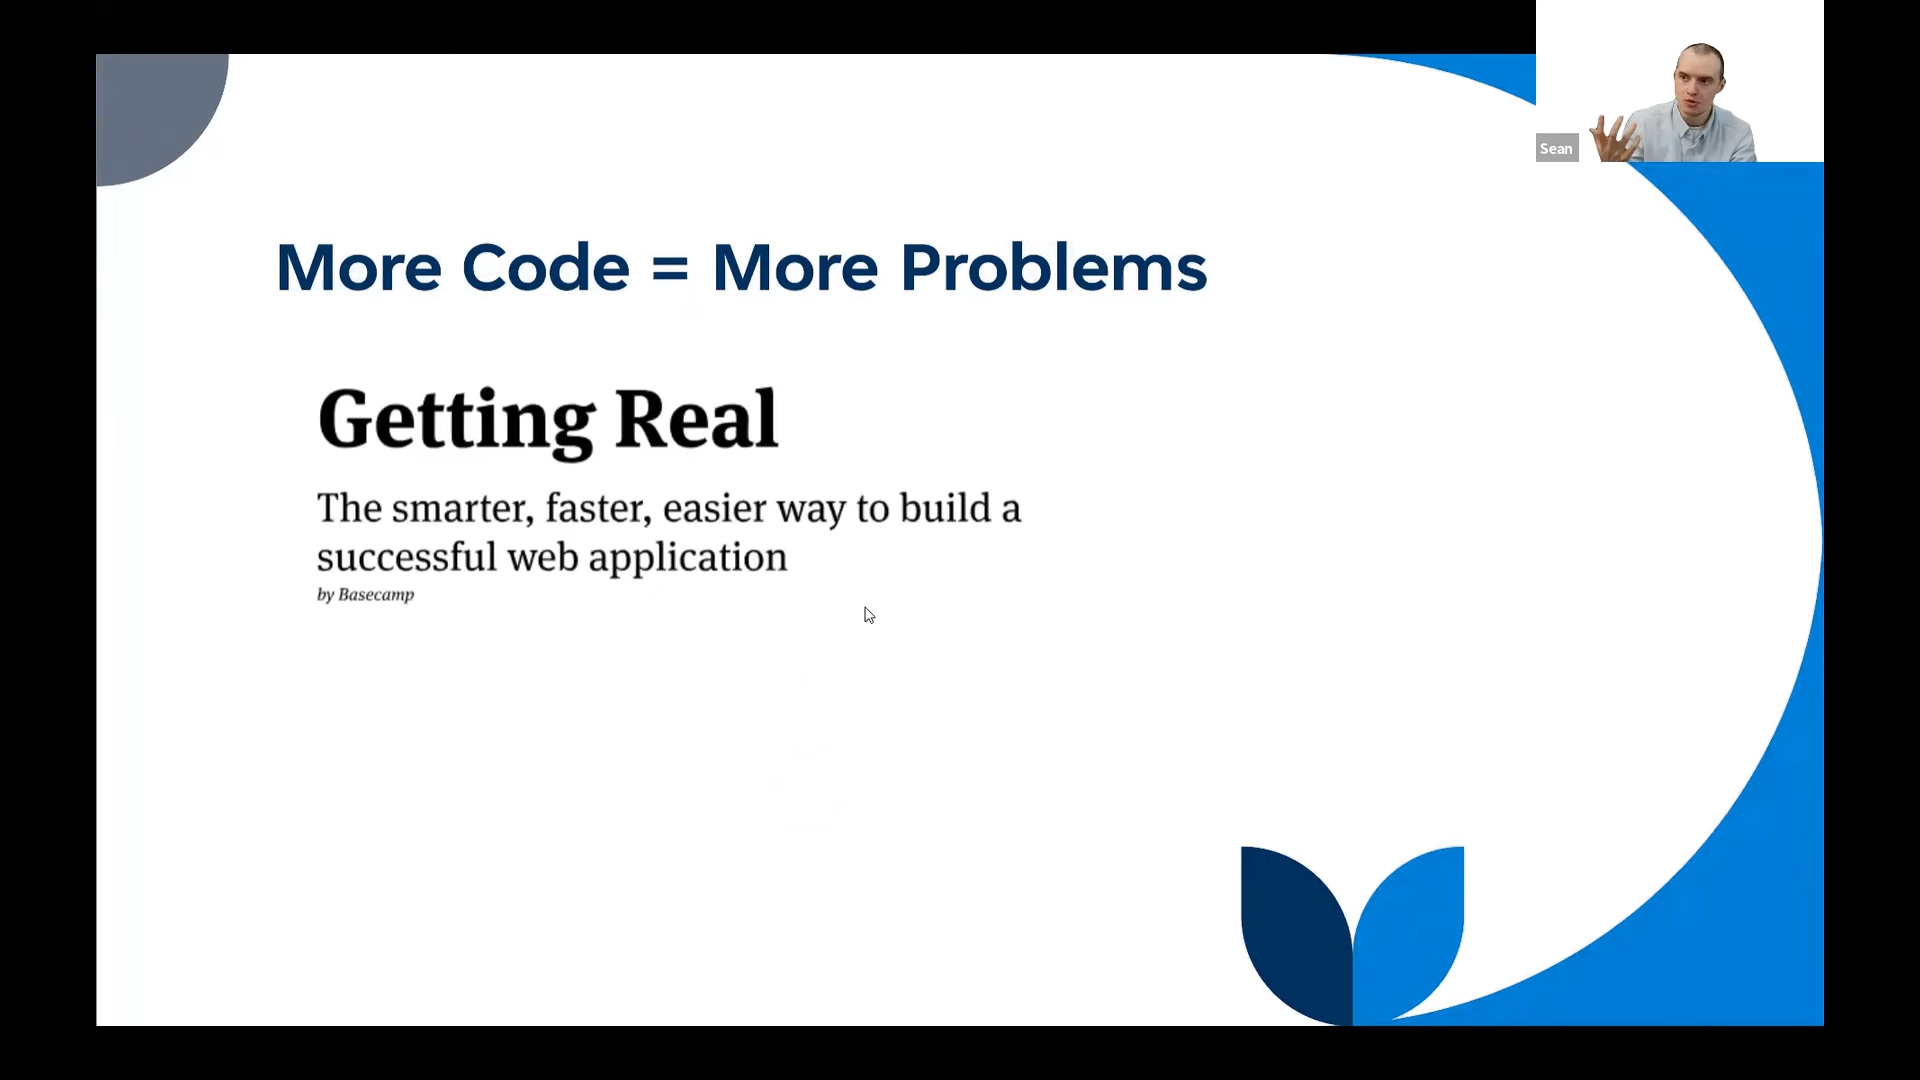 Sean
More Code = More Problems
Getting Real
The smarter, faster, easier way to build a
successful web application
by Basecamp